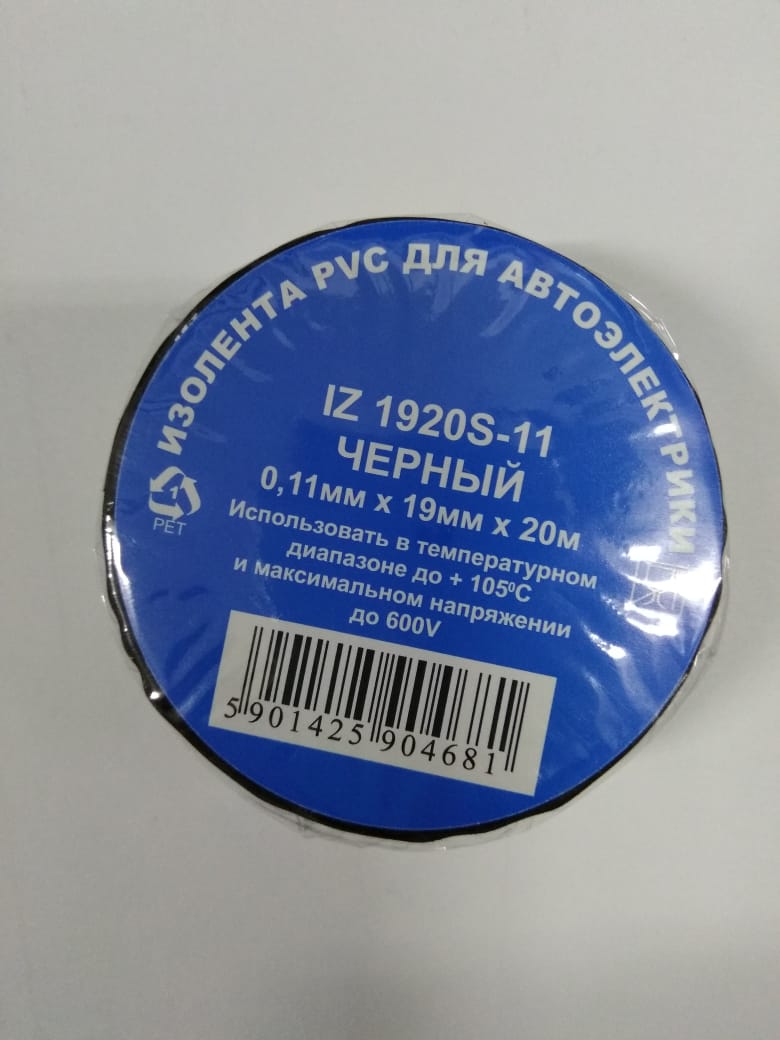 ИЗОЛЕНТА PVC ДЛЯ АВТОЭЛЕКТРИКИ
IZ 1920S-11
ЧЕРНЫЙ
0,11мм х 19мм х 20м
Использовать в температурном
диапазоне до + 105⁰С
и максимальном напряжении
до 600V
1
PET
5 901425 904681